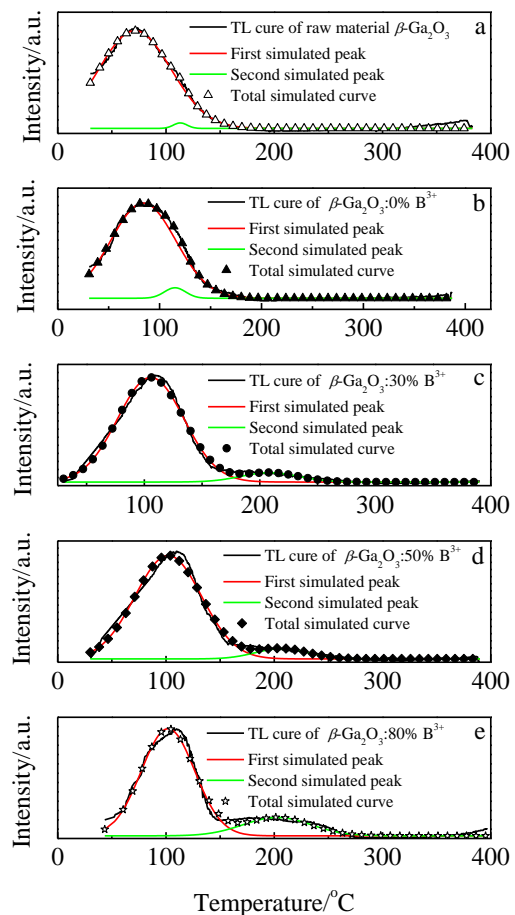 a
TL cure of raw material β-Ga₂O₃
First simulated peak
Second simulated peak
Total simulated curve
Intensity/a.u.
0 100 200 300 400
b
TL cure of β-Ga₂O₃:0% B³⁺
First simulated peak
Second simulated peak
Total simulated curve
Intensity/a.u.
0 100 200 300 400
c
TL cure of β-Ga₂O₃:30% B³⁺
First simulated peak
Second simulated peak
Total simulated curve
Intensity/a.u.
100 200 300 400
d
TL cure of β-Ga₂O₃:50% B³⁺
First simulated peak
Second simulated peak
Total simulated curve
Intensity/a.u.
0 100 200 300 400
e
TL cure of β-Ga₂O₃:80% B³⁺
First simulated peak
Second simulated peak
Total simulated curve
Intensity/a.u.
0 100 200 300 400
Temperature/°C